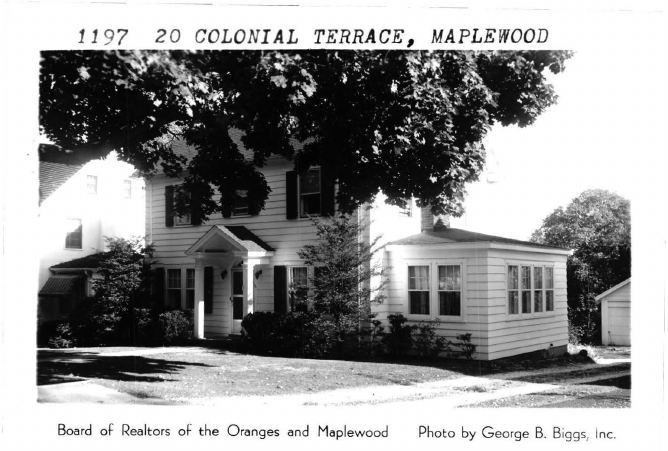 1197 20 COLONIAL TERRACE, MAPLEWOOD
Board of Realtors of the Oranges and Maplewood Photo by George B. Biggs, Inc.